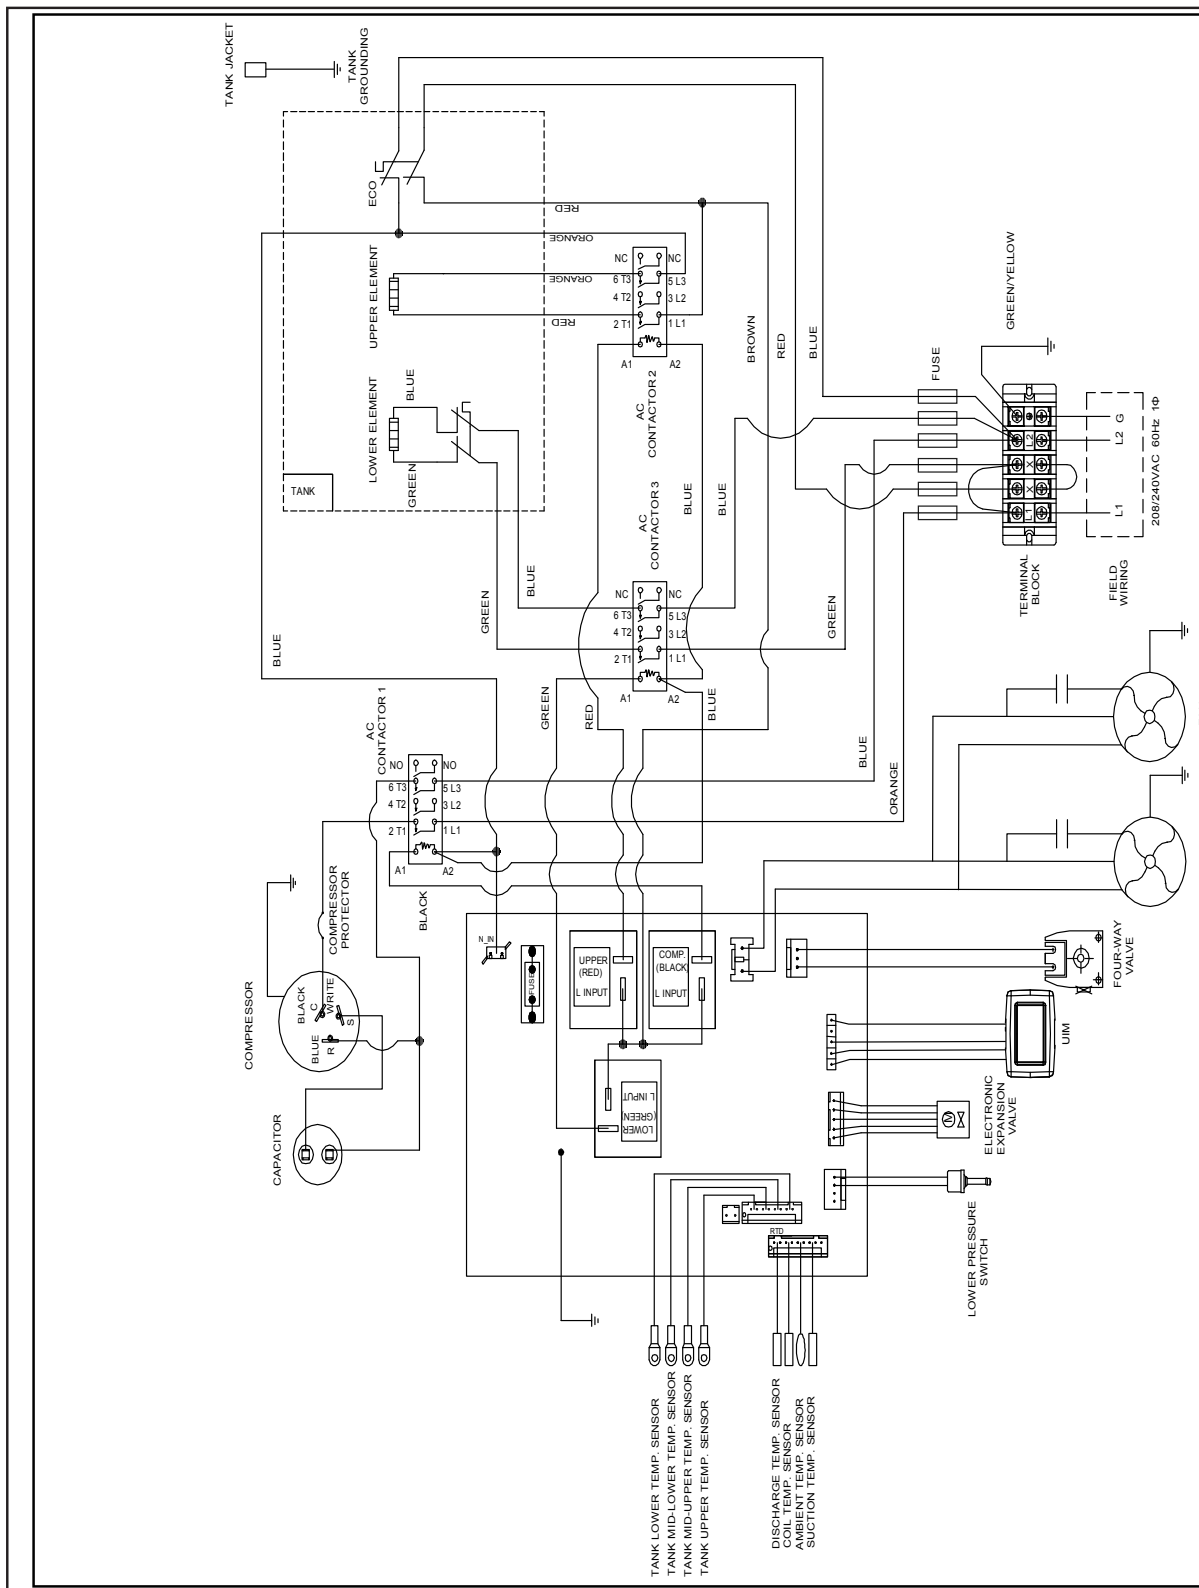 TANK JACKET
TANK
GROUNDING
ECO
RED
ORANGE
UPPER ELEMENT
ORANGE
RED
LOWER ELEMENT
BLUE
GREEN
TANK
NC
NC
6 T3
5 L3
4 T2
3 L2
2 T1
1 L1
A1
A2
AC
CONTACTOR 2
BROWN
RED
BLUE
FUSE
GREEN/YELLOW
G
L2
L1
L2
X
X
L1
208/240VAC 60Hz 1Φ
TERMINAL
BLOCK
FIELD
WIRING
AC
CONTACTOR 3
BLUE
BLUE
NC
NC
6 T3
5 L3
4 T2
3 L2
2 T1
1 L1
A1
A2
BLUE
GREEN
GREEN
BLUE
GREEN
RED
BLUE
BLUE
ORANGE
AC
CONTACTOR 1
NO
NO
6 T3
5 L3
4 T2
3 L2
2 T1
1 L1
A1
A2
BLACK
COMPRESSOR
PROTECTOR
COMPRESSOR
BLACK
C
WRITE
S
BLUE
R
CAPACITOR
N_IN
FUSE
UPPER
(RED)
L INPUT
COMP.
(BLACK)
L INPUT
L INPUT
(GREEN)
LOWER
FOUR-WAY
VALVE
UIM
M
ELECTRONIC
EXPANSION
VALVE
LOWER PRESSURE
SWITCH
RTD
TANK LOWER TEMP. SENSOR
TANK MID-LOWER TEMP. SENSOR
TANK MID-UPPER TEMP. SENSOR
TANK UPPER TEMP. SENSOR
DISCHARGE TEMP. SENSOR
COIL TEMP. SENSOR
AMBIENT TEMP. SENSOR
SUCTION TEMP. SENSOR